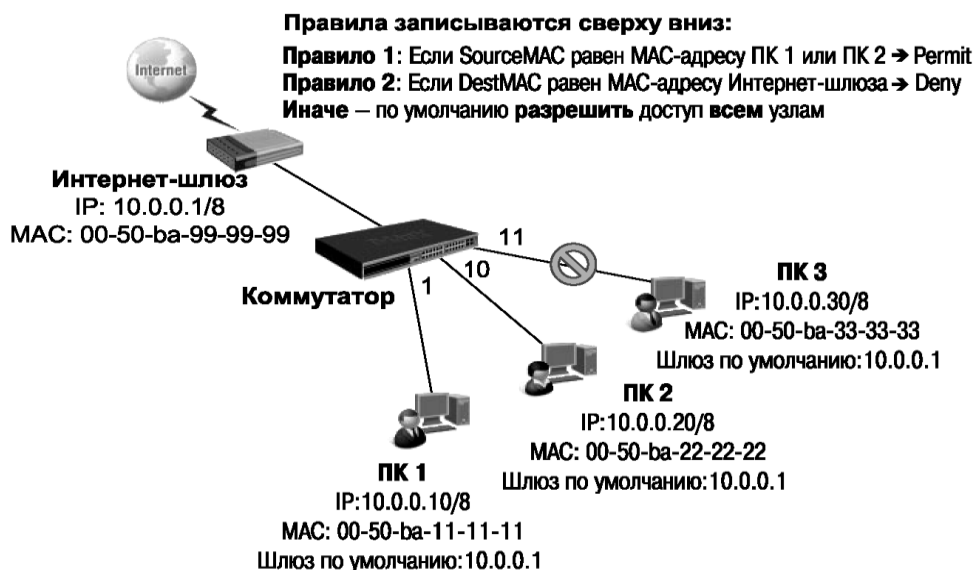 Правила записываются сверху вниз:
Правило 1: Если SourceMAC равен MAC-адресу ПК 1 или ПК 2 → Permit
Правило 2: Если DestMAC равен MAC-адресу Интернет-шлюза → Deny
Иначе – по умолчанию разрешить доступ всем узлам
Internet
Интернет-шлюз
IP: 10.0.0.1/8
MAC: 00-50-ba-99-99-99
Коммутатор
1
10
11
ПК 3
IP:10.0.0.30/8
MAC: 00-50-ba-33-33-33
Шлюз по умолчанию:10.0.0.1
ПК 2
IP:10.0.0.20/8
MAC: 00-50-ba-22-22-22
Шлюз по умолчанию:10.0.0.1
ПК 1
IP:10.0.0.10/8
MAC: 00-50-ba-11-11-11
Шлюз по умолчанию:10.0.0.1